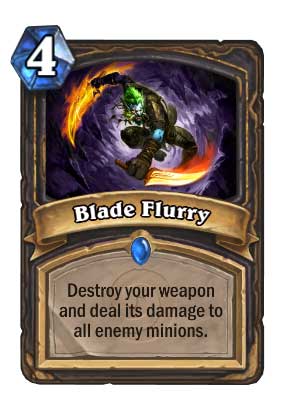 4
Blade Flurry
Destroy your weapon
and deal its damage to
all enemy minions.